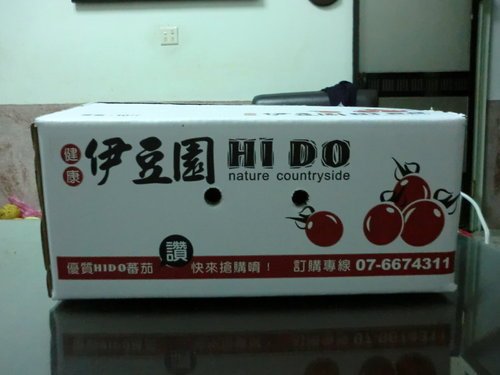 健康 伊豆園 HI DO
nature countryside
優質HIDO蕃茄 讚 快來搶購唷! 訂購專線 07-6674311